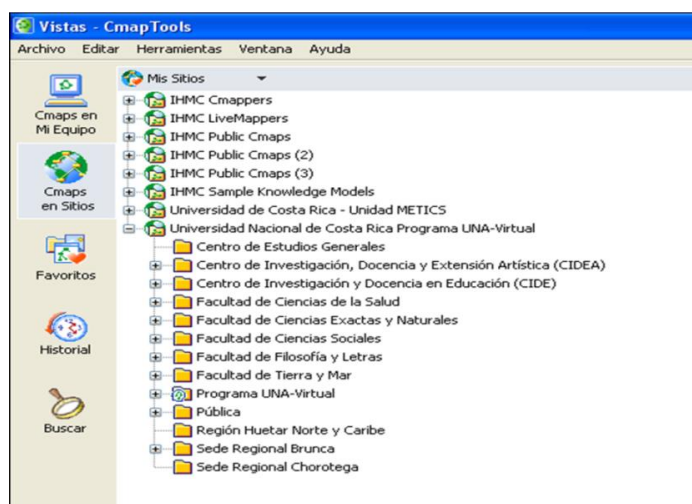 Vistas - CmapTools
Archivo Editar Herramientas Ventana Ayuda
Mis Sitios
Cmaps en
Mi Equipo
Cmaps
en Sitios
Favoritos
Historial
Buscar
IHMC Cmappers
IHMC LiveMappers
IHMC Public Cmaps
IHMC Public Cmaps (2)
IHMC Public Cmaps (3)
IHMC Sample Knowledge Models
Universidad de Costa Rica - Unidad METICS
Universidad Nacional de Costa Rica Programa UNA-Virtual
Centro de Estudios Generales
Centro de Investigación, Docencia y Extensión Artística (CIDEA)
Centro de Investigación y Docencia en Educación (CIDE)
Facultad de Ciencias de la Salud
Facultad de Ciencias Exactas y Naturales
Facultad de Ciencias Sociales
Facultad de Filosofía y Letras
Facultad de Tierra y Mar
Programa UNA-Virtual
Pública
Región Huetar Norte y Caribe
Sede Regional Brunca
Sede Regional Chorotega